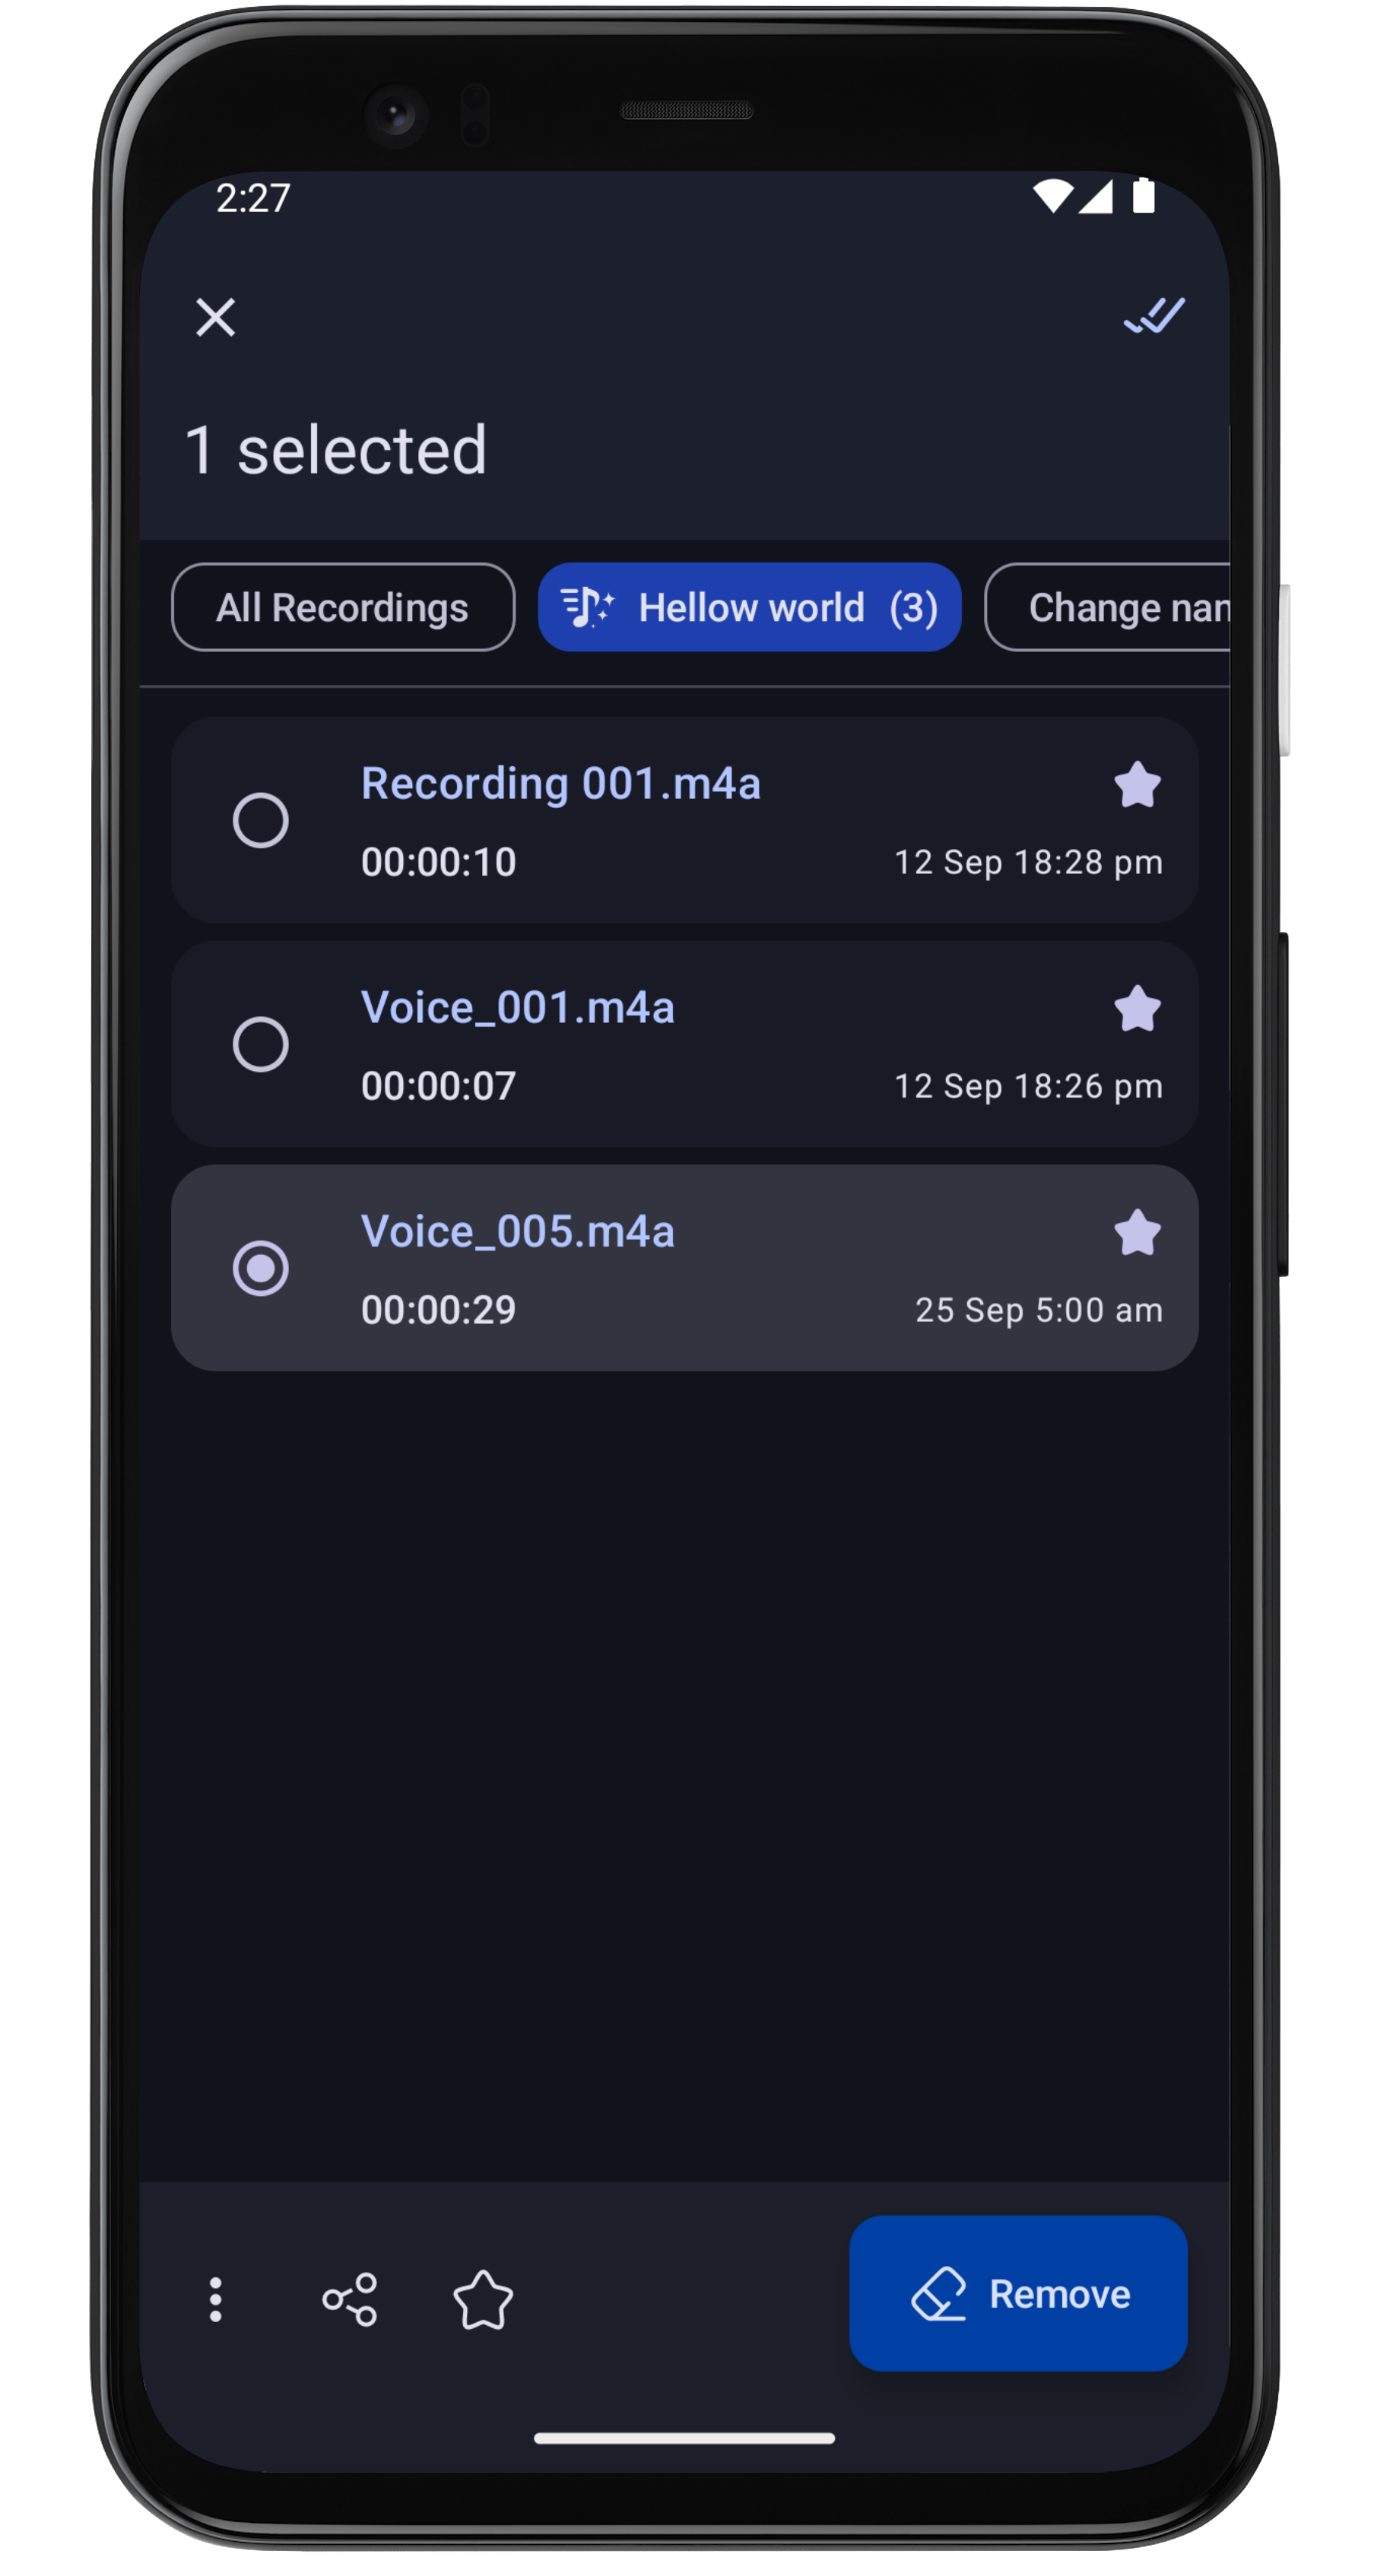 2:27
1 selected
All Recordings
Hellow world (3)
Change nan
Recording 001.m4a
00:00:10
12 Sep 18:28 pm
Voice_001.m4a
00:00:07
12 Sep 18:26 pm
Voice_005.m4a
00:00:29
25 Sep 5:00 am
Remove